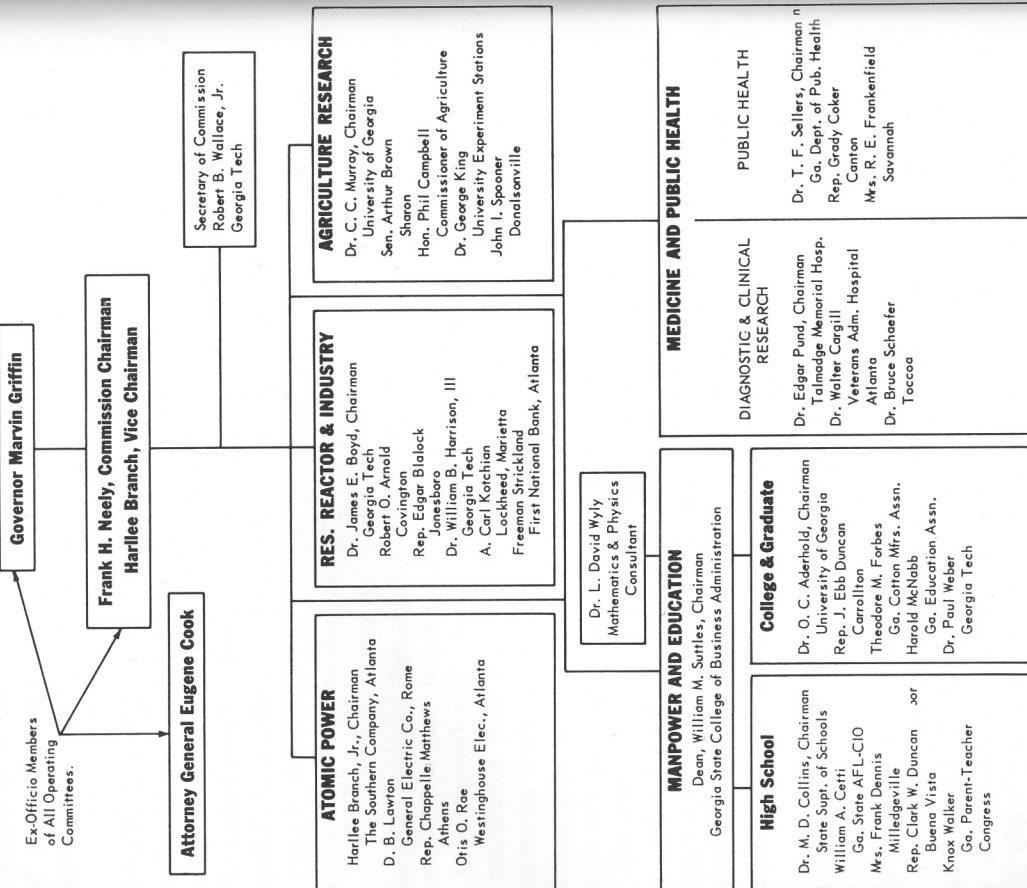 Governor Marvin Griffin
Ex-Officio Members
of All Operating
Committees.
Frank H. Neely, Commission Chairman
Harllee Branch, Vice Chairman
Attorney General Eugene Cook
Secretary of Commission
Robert B. Wallace, Jr.
Georgia Tech
ATOMIC POWER
Harllee Branch, Jr., Chairman
The Southern Company, Atlanta
D. B. Lawton
General Electric Co., Rome
Rep. Chappelle Matthews
Athens
Otis O. Rae
Westinghouse Elec., Atlanta
RES. REACTOR & INDUSTRY
Dr. James E. Boyd, Chairman
Georgia Tech
Robert O. Arnold
Covington
Rep. Edgar Blalock
Jonesboro
Dr. William B. Harrison, III
Georgia Tech
A. Carl Kotchian
Lockheed, Marietta
Freeman Strickland
First National Bank, Atlanta
AGRICULTURE RESEARCH
Dr. C. C. Murray, Chairman
University of Georgia
Sen. Arthur Brown
Sharon
Hon. Phil Campbell
Commissioner of Agriculture
Dr. George King
University Experiment Stations
John I. Spooner
Donalsonville
Dr. L. David Wyly
Mathematics & Physics
Consultant
MANPOWER AND EDUCATION
Dean, William M. Suttles, Chairman
Georgia State College of Business Administration
High School
Dr. M. D. Collins, Chairman
State Supt. of Schools
William A. Cetti
Ga. State AFL-CIO
Mrs. Frank Dennis
Milledgeville
Rep. Clark W. Duncan
Buena Vista
Knox Walker
Ga. Parent-Teacher
Congress
College & Graduate
Dr. O. C. Aderhold, Chairman
University of Georgia
Rep. J. Ebb Duncan
Carrollton
Theodore M. Forbes
Ga. Cotton Mfrs. Assn.
Harold McNabb
Ga. Education Assn.
Dr. Paul Weber
Georgia Tech
MEDICINE AND PUBLIC HEALTH
DIAGNOSTIC & CLINICAL
RESEARCH
Dr. Edgar Pund, Chairman
Talmadge Memorial Hosp.
Dr. Walter Cargill
Veterans Adm. Hospital
Atlanta
Dr. Bruce Schaefer
Toccoa
PUBLIC HEALTH
Dr. T. F. Sellers, Chairman
Ga. Dept. of Pub. Health
Rep. Grady Coker
Canton
Mrs. R. E. Frankenfield
Savannah